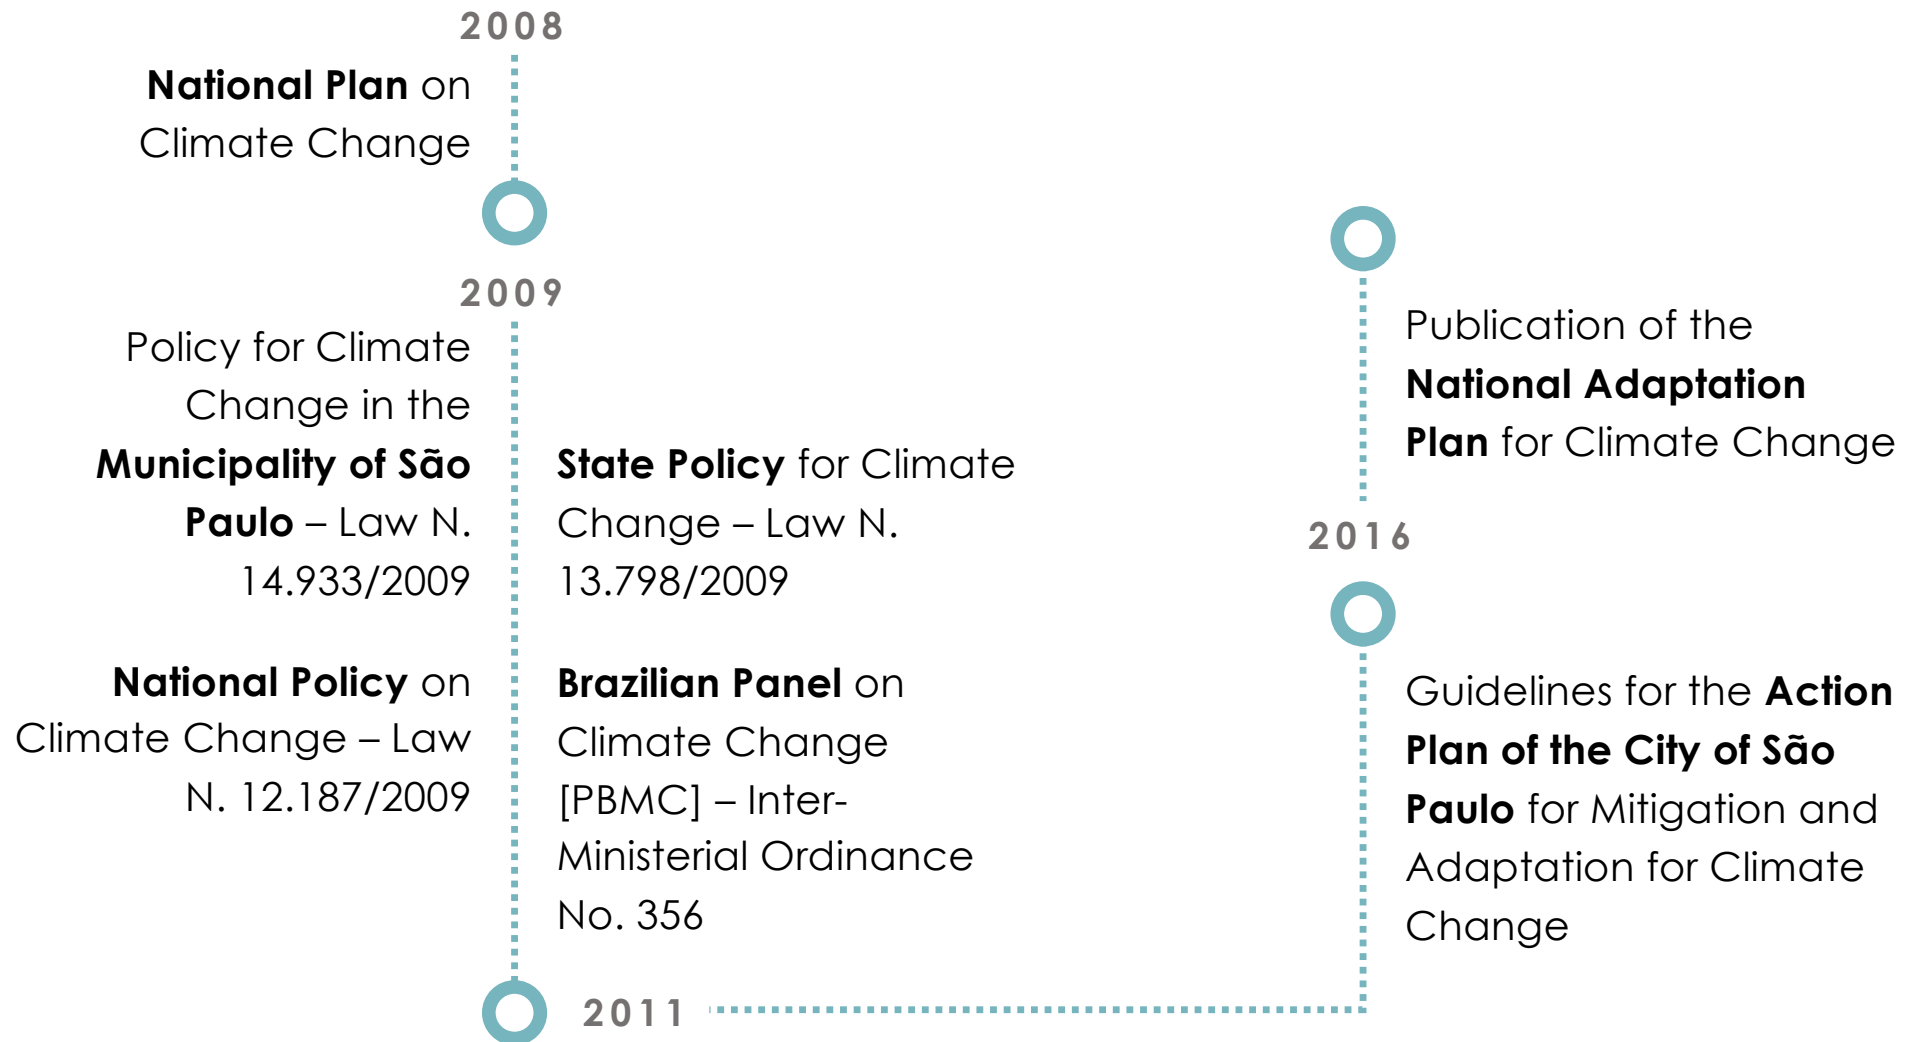 2008
National Plan on
Climate Change
2009
Policy for Climate
Change in the
Municipality of São
Paulo – Law N.
14.933/2009
State Policy for Climate
Change – Law N.
13.798/2009
National Policy on
Climate Change – Law
N. 12.187/2009
Brazilian Panel on
Climate Change
[PBMC] – Inter-
Ministerial Ordinance
No. 356
2011
Guidelines for the Action
Plan of the City of São
Paulo for Mitigation and
Adaptation for Climate
Change
2016
Publication of the
National Adaptation
Plan for Climate Change